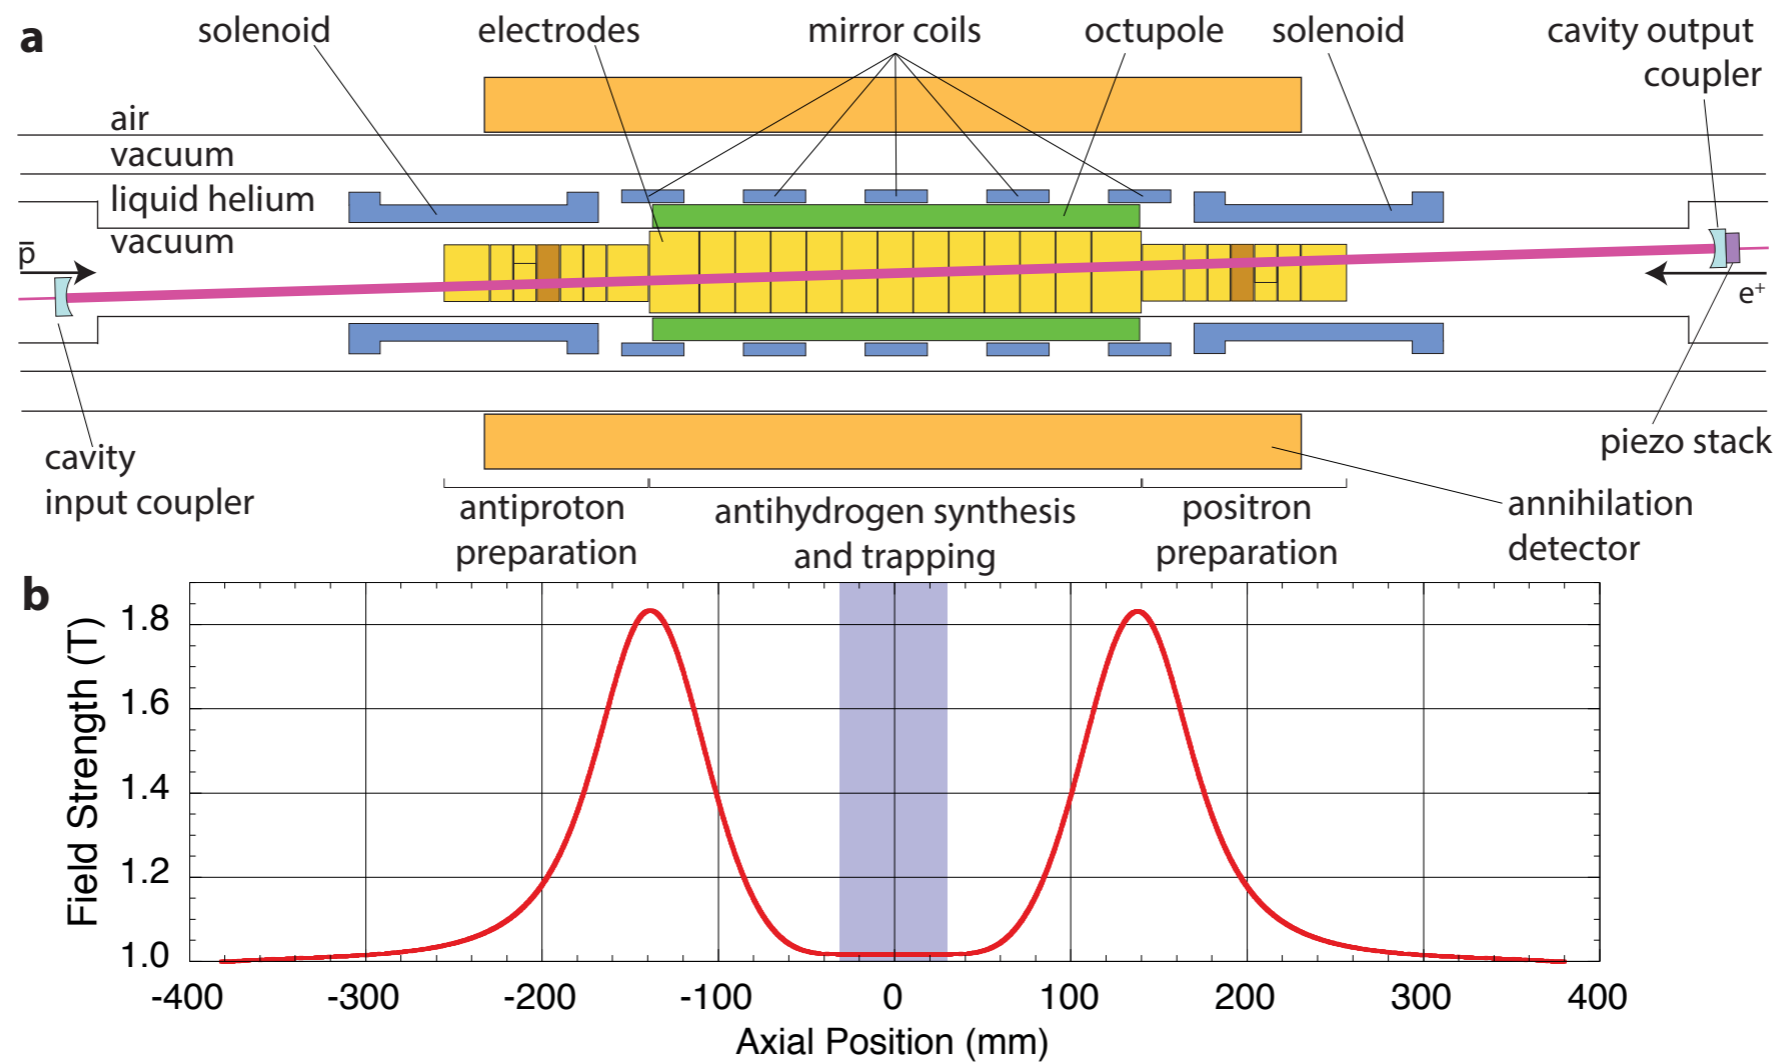 a
solenoid
electrodes
mirror coils
octupole
solenoid
cavity output
coupler
air
vacuum
liquid helium
vacuum
p̅
e⁺
cavity
input coupler
piezo stack
antiproton
preparation
antihydrogen synthesis
and trapping
positron
preparation
annihilation
detector
b
Field Strength (T)
1.8
1.6
1.4
1.2
1.0
-400 -300 -200 -100 0 100 200 300 400
Axial Position (mm)